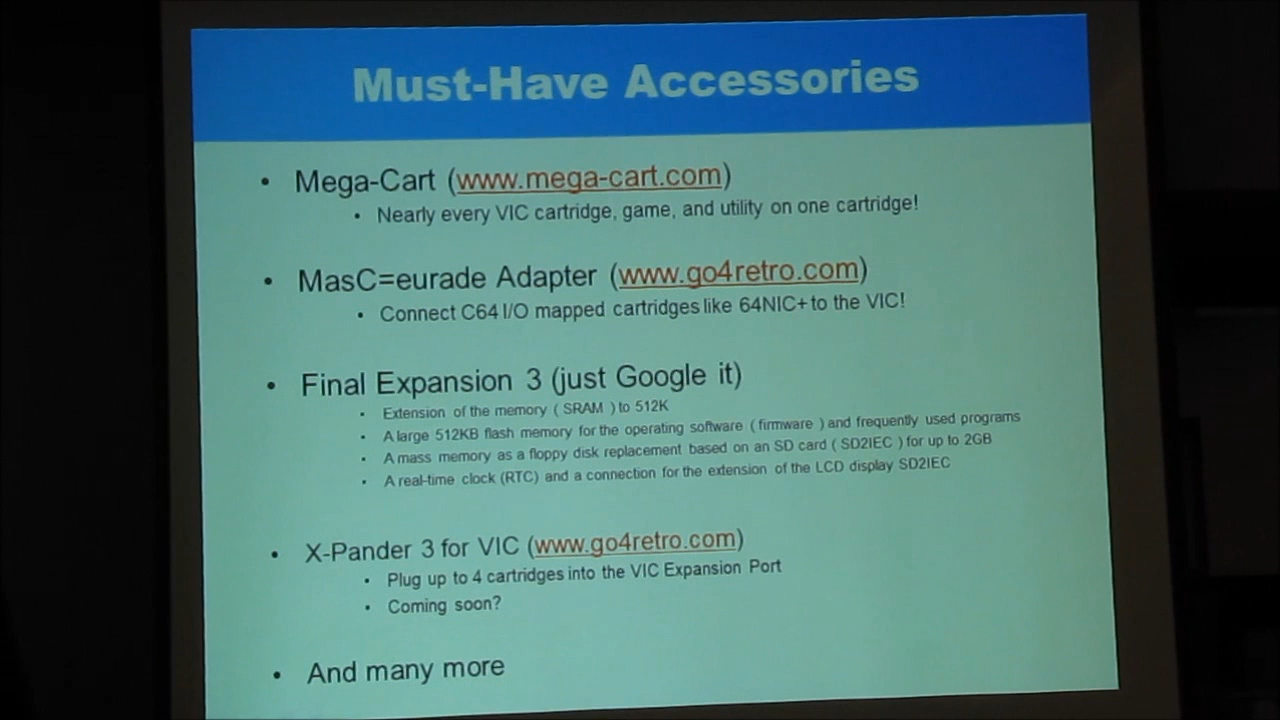 Must-Have Accessories
• Mega-Cart (www.mega-cart.com)
• Nearly every VIC cartridge, game, and utility on one cartridge!
• MasC=eurade Adapter (www.go4retro.com)
• Connect C64 I/O mapped cartridges like 64NIC+ to the VIC!
• Final Expansion 3 (just Google it)
• Extension of the memory ( SRAM ) to 512K
• A large 512KB flash memory for the operating software ( firmware ) and frequently used programs
• A mass memory as a floppy disk replacement based on an SD card ( SD2IEC ) for up to 2GB
• A real-time clock (RTC) and a connection for the extension of the LCD display SD2IEC
• X-Pander 3 for VIC (www.go4retro.com)
• Plug up to 4 cartridges into the VIC Expansion Port
• Coming soon?
• And many more